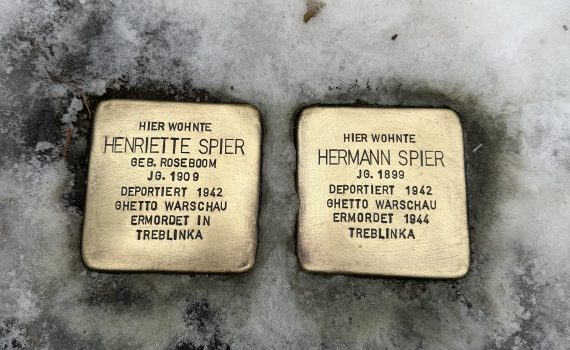 HIER WOHNTE
HENRIETTE SPIER
GEB. ROSEBOOM
JG. 1909
DEPORTIERT 1942
GHETTO WARSCHAU
ERMORDET IN
TREBLINKA
HIER WOHNTE
HERMANN SPIER
JG. 1899
DEPORTIERT 1942
GHETTO WARSCHAU
ERMORDET 1944
TREBLINKA